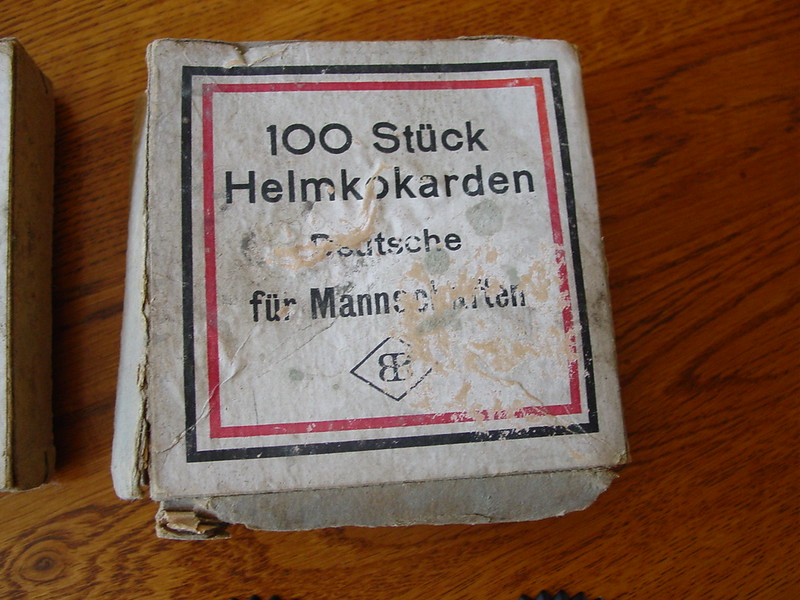 100 Stück
Helmkokarden
Deutsche
für Mannschaften